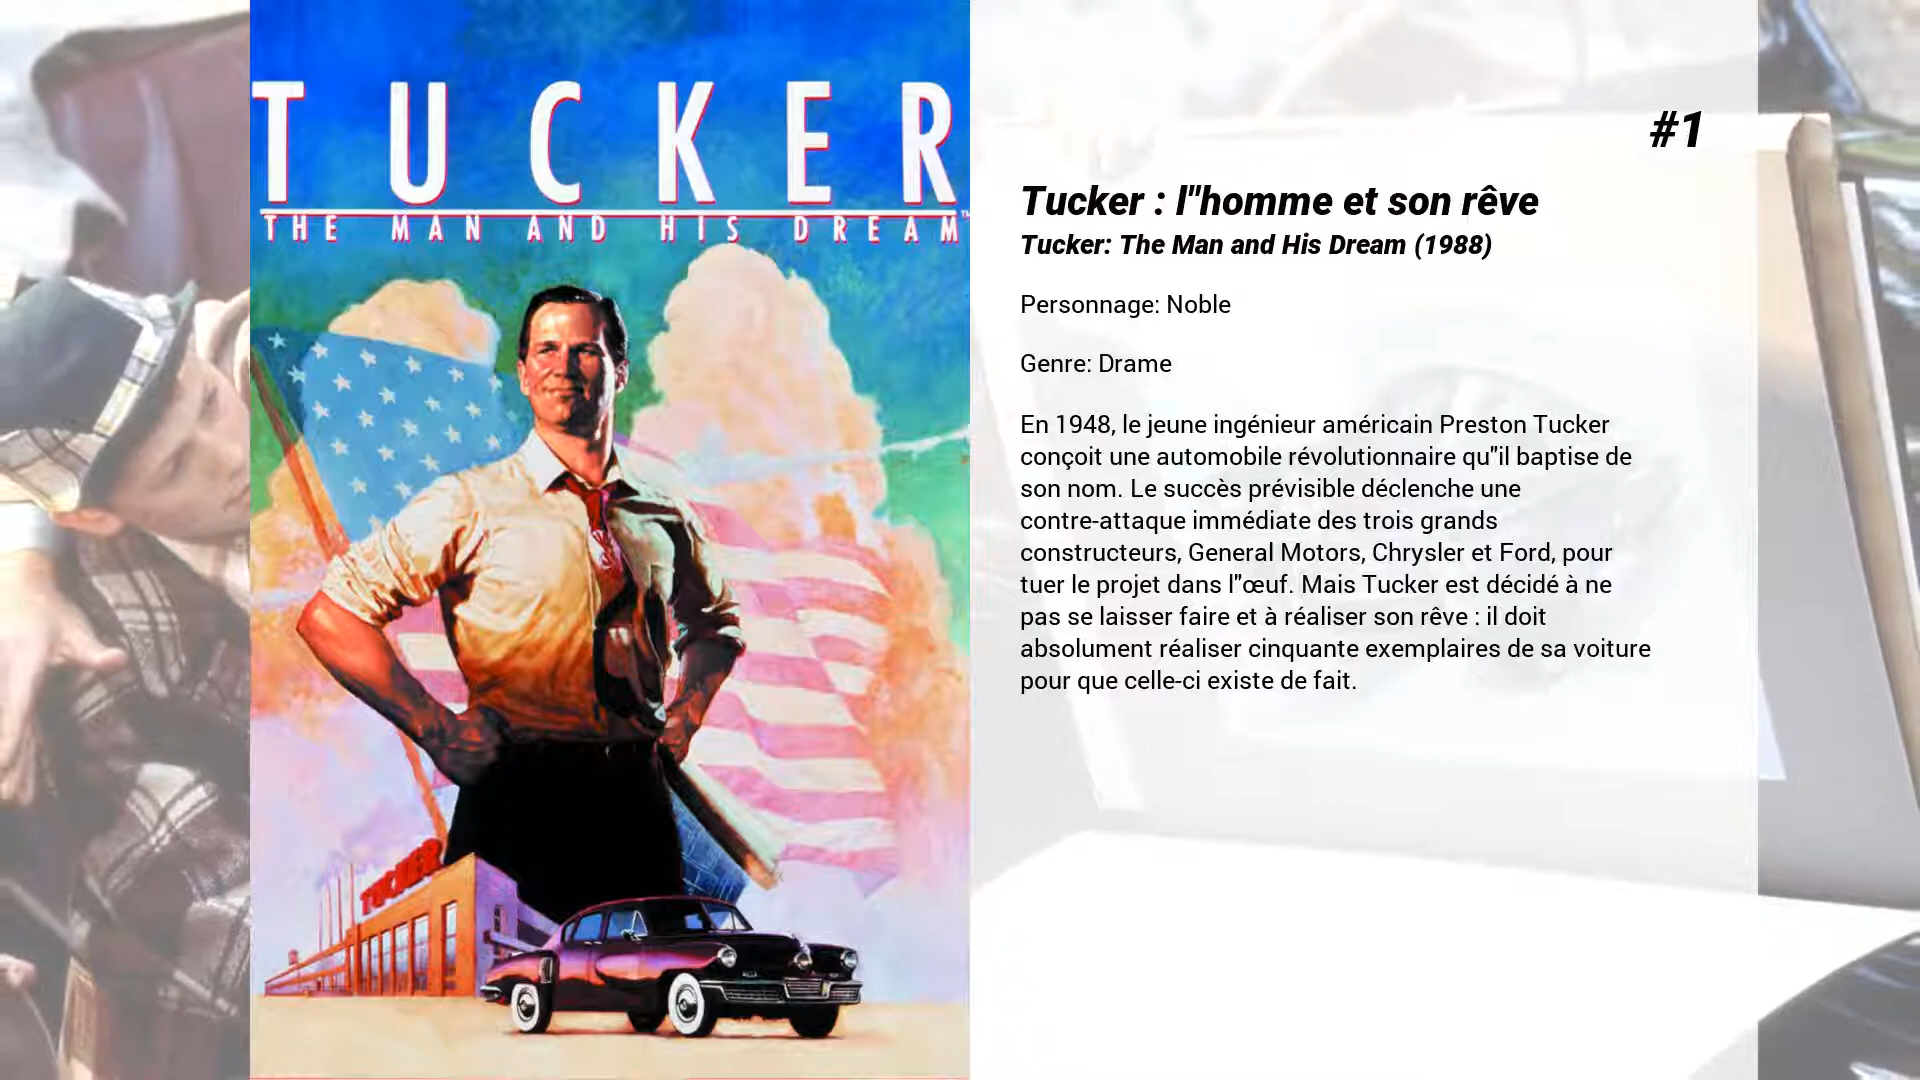 TUCKER
THE MAN AND HIS DREAM
TM
TUCKER
#1
Tucker : l"homme et son rêve
Tucker: The Man and His Dream (1988)
Personnage: Noble
Genre: Drame
En 1948, le jeune ingénieur américain Preston Tucker
conçoit une automobile révolutionnaire qu"il baptise de
son nom. Le succès prévisible déclenche une
contre-attaque immédiate des trois grands
constructeurs, General Motors, Chrysler et Ford, pour
tuer le projet dans l"œuf. Mais Tucker est décidé à ne
pas se laisser faire et à réaliser son rêve : il doit
absolument réaliser cinquante exemplaires de sa voiture
pour que celle-ci existe de fait.